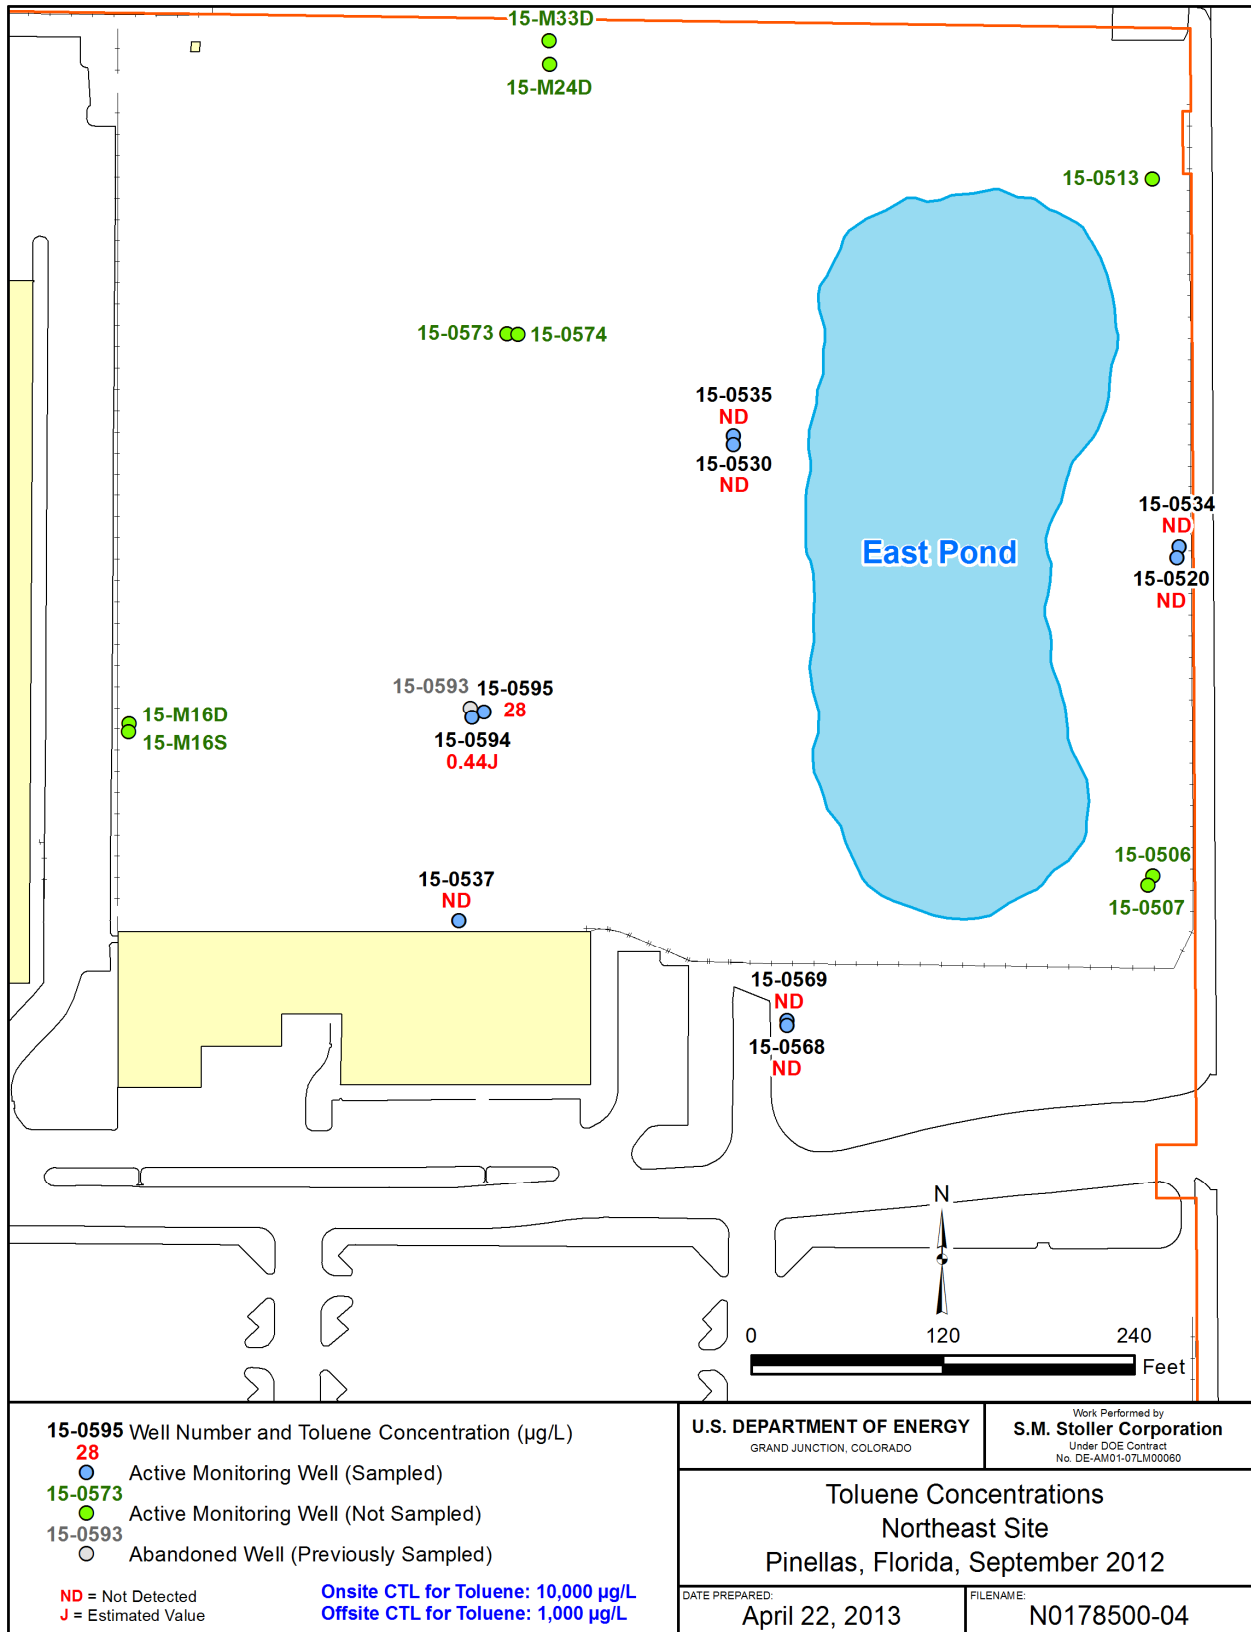 15-M33D
15-M24D
15-0513
15-0573
15-0574
15-0535
ND
15-0530
ND
15-0534
ND
15-0520
ND
East Pond
15-0593
15-0595
28
15-0594
0.44J
15-M16D
15-M16S
15-0506
15-0507
15-0537
ND
15-0569
ND
15-0568
ND
N
0 120 240
Feet
15-0595 Well Number and Toluene Concentration (µg/L)
28
Active Monitoring Well (Sampled)
15-0573
Active Monitoring Well (Not Sampled)
15-0593
Abandoned Well (Previously Sampled)
ND = Not Detected
J = Estimated Value
Onsite CTL for Toluene: 10,000 µg/L
Offsite CTL for Toluene: 1,000 µg/L
U.S. DEPARTMENT OF ENERGY
GRAND JUNCTION, COLORADO
Work Performed by
S.M. Stoller Corporation
Under DOE Contract
No. DE-AM01-07LM00060
Toluene Concentrations
Northeast Site
Pinellas, Florida, September 2012
DATE PREPARED:
April 22, 2013
FILENAME:
N0178500-04